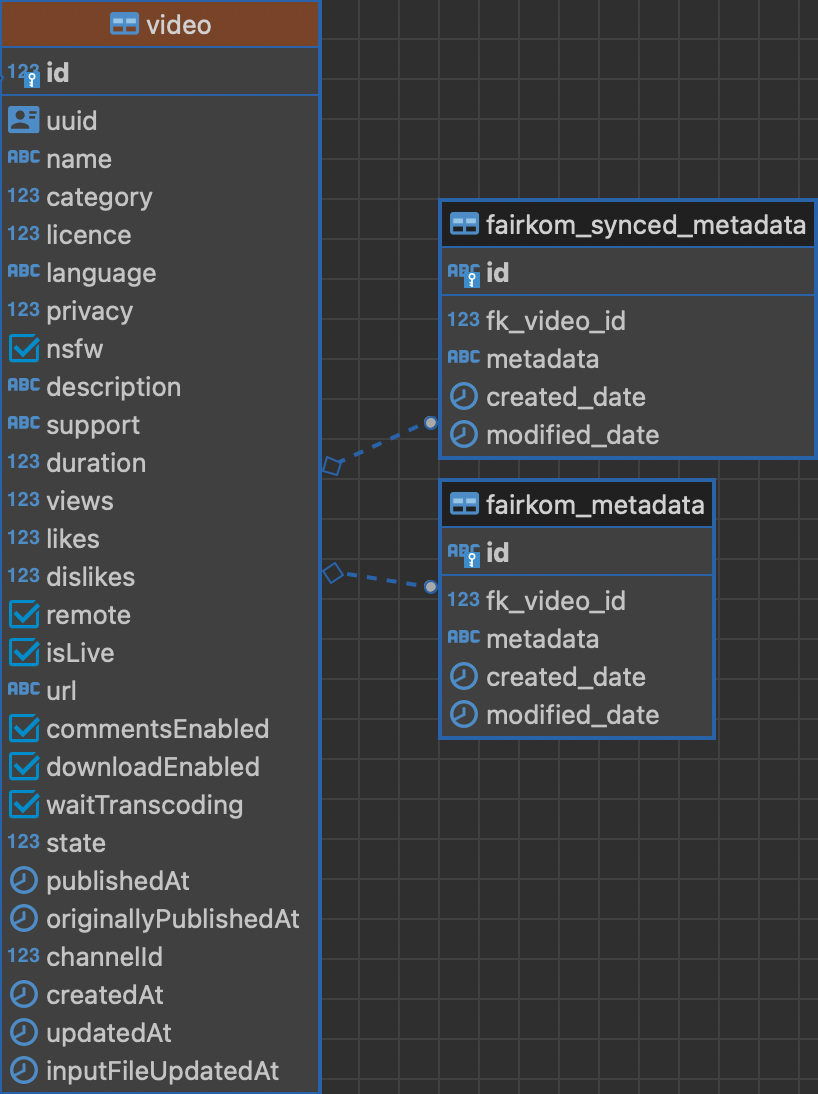 video
123 id
uuid
ABC name
123 category
123 licence
ABC language
123 privacy
nsfw
ABC description
ABC support
123 duration
123 views
123 likes
123 dislikes
remote
isLive
ABC url
commentsEnabled
downloadEnabled
waitTranscoding
123 state
publishedAt
originallyPublishedAt
123 channelId
createdAt
updatedAt
inputFileUpdatedAt
fairkom_synced_metadata
ABC id
123 fk_video_id
ABC metadata
created_date
modified_date
fairkom_metadata
ABC id
123 fk_video_id
ABC metadata
created_date
modified_date